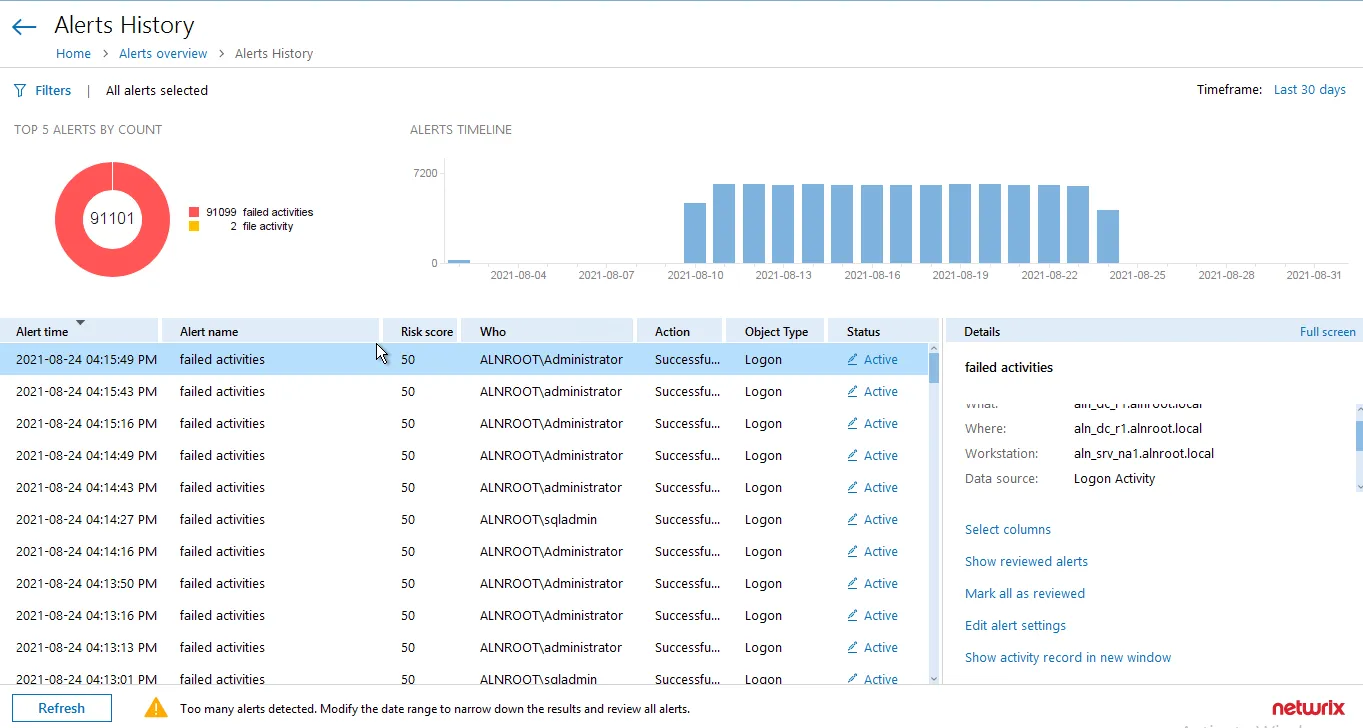 Alerts History
Home > Alerts overview > Alerts History
Filters | All alerts selected
Timeframe: Last 30 days
TOP 5 ALERTS BY COUNT
91101
91099 failed activities
2 file activity
ALERTS TIMELINE
7200
0
2021-08-04 2021-08-07 2021-08-10 2021-08-13 2021-08-16 2021-08-19 2021-08-22 2021-08-25 2021-08-28 2021-08-31
Alert time Alert name Risk score Who Action Object Type Status
2021-08-24 04:15:49 PM failed activities 50 ALNROOT\Administrator Successfu... Logon Active
2021-08-24 04:15:43 PM failed activities 50 ALNROOT\administrator Successfu... Logon Active
2021-08-24 04:15:16 PM failed activities 50 ALNROOT\Administrator Successfu... Logon Active
2021-08-24 04:14:49 PM failed activities 50 ALNROOT\Administrator Successfu... Logon Active
2021-08-24 04:14:43 PM failed activities 50 ALNROOT\administrator Successfu... Logon Active
2021-08-24 04:14:27 PM failed activities 50 ALNROOT\sqladmin Successfu... Logon Active
2021-08-24 04:14:16 PM failed activities 50 ALNROOT\Administrator Successfu... Logon Active
2021-08-24 04:13:50 PM failed activities 50 ALNROOT\Administrator Successfu... Logon Active
2021-08-24 04:13:16 PM failed activities 50 ALNROOT\Administrator Successfu... Logon Active
2021-08-24 04:13:13 PM failed activities 50 ALNROOT\administrator Successfu... Logon Active
2021-08-24 04:13:01 PM failed activities 50 ALNROOT\sqladmin Successfu... Logon Active
Details Full screen
failed activities
What: aln_dc_r1.alnroot.local
Where: aln_dc_r1.alnroot.local
Workstation: aln_srv_na1.alnroot.local
Data source: Logon Activity
Select columns
Show reviewed alerts
Mark all as reviewed
Edit alert settings
Show activity record in new window
Refresh
Too many alerts detected. Modify the date range to narrow down the results and review all alerts.
netwrix